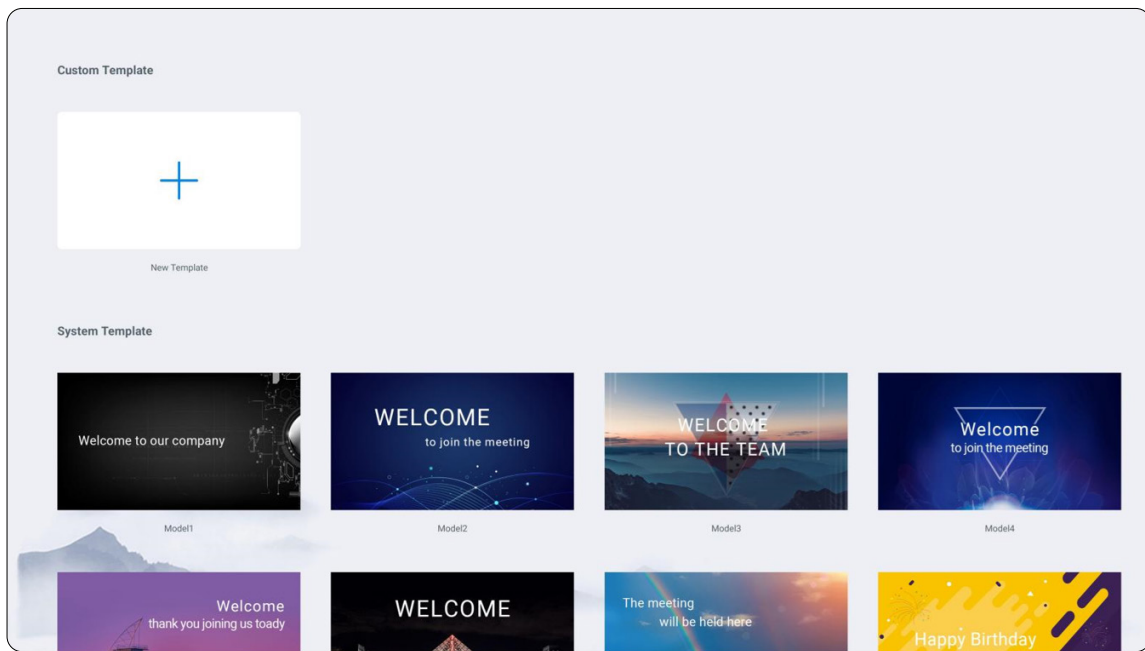 Custom Template
New Template
System Template
Welcome to our company
WELCOME
to join the meeting
WELCOME
TO THE TEAM
Welcome
to join the meeting
Model1
Model2
Model3
Model4
Welcome
thank you joining us toady
WELCOME
The meeting
will be held here
Happy Birthday